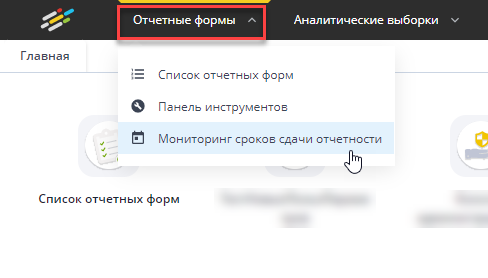 Отчетные формы Аналитические выборки
Главная
Список отчетных форм
Панель инструментов
Мониторинг сроков сдачи отчетности
Список отчетных форм